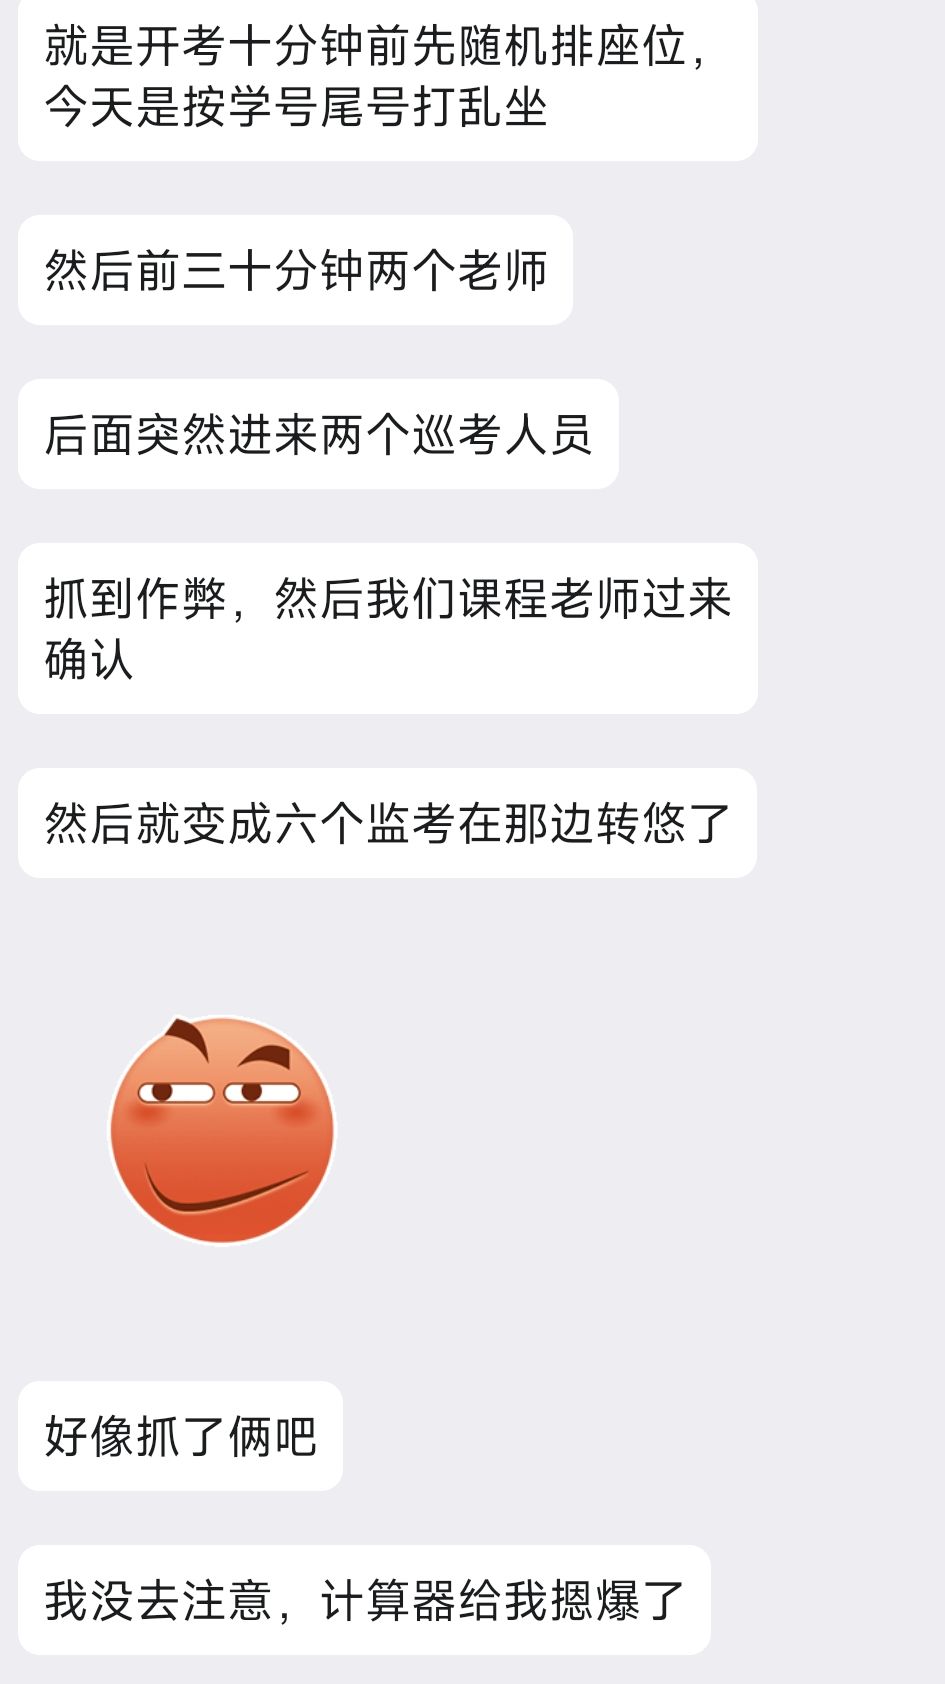 就是开考十分钟前先随机排座位，
今天是按学号尾号打乱坐
然后前三十分钟两个老师
后面突然进来两个巡考人员
抓到作弊，然后我们课程老师过来
确认
然后就变成六个监考在那边转悠了
好像抓了俩吧
我没去注意，计算器给我摁爆了